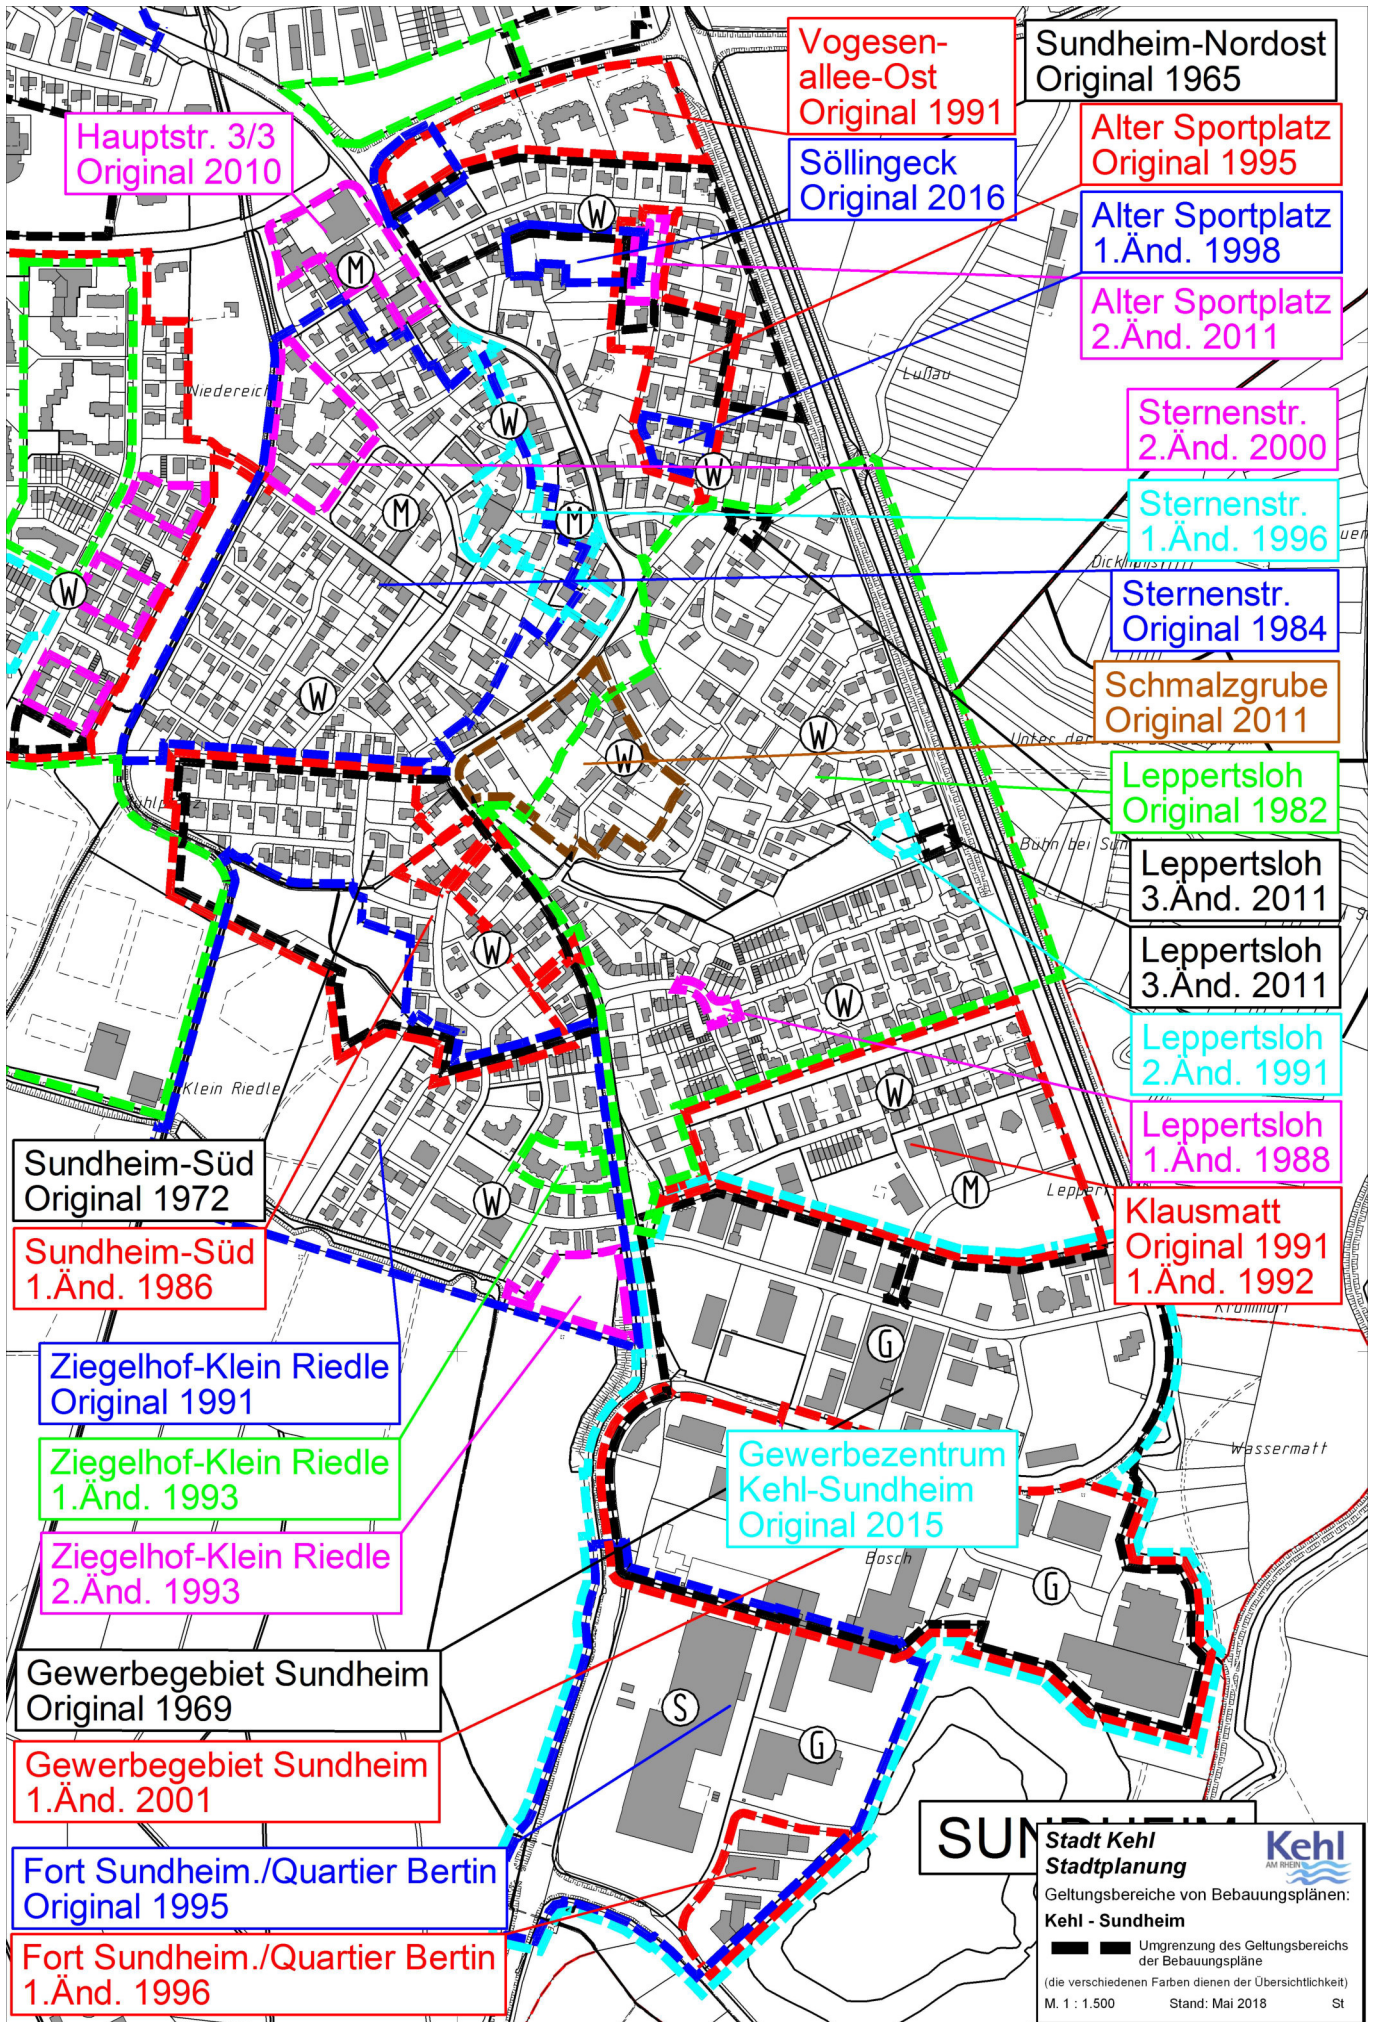 Vogesen-
allee-Ost
Original 1991
Sundheim-Nordost
Original 1965
Hauptstr. 3/3
Original 2010
Söllingeck
Original 2016
Alter Sportplatz
Original 1995
Alter Sportplatz
1.Änd. 1998
Alter Sportplatz
2.Änd. 2011
W
M
Lußau
Sternenstr.
2.Änd. 2000
W
W
M
M
Sternenstr.
1.Änd. 1996
W
Sternenstr.
Original 1984
Schmalzgrube
Original 2011
W
W
W
Leppertsloh
Original 1982
Bühn bei Sun
Leppertsloh
3.Änd. 2011
Leppertsloh
3.Änd. 2011
W
W
Leppertsloh
2.Änd. 1991
Klein Riedle
W
Leppertsloh
1.Änd. 1988
Sundheim-Süd
Original 1972
W
M
Klausmatt
Original 1991
1.Änd. 1992
Sundheim-Süd
1.Änd. 1986
Ziegelhof-Klein Riedle
Original 1991
G
Ziegelhof-Klein Riedle
1.Änd. 1993
Gewerbezentrum
Kehl-Sundheim
Original 2015
Wassermatt
Ziegelhof-Klein Riedle
2.Änd. 1993
Bosch
G
Gewerbegebiet Sundheim
Original 1969
S
G
Gewerbegebiet Sundheim
1.Änd. 2001
Fort Sundheim./Quartier Bertin
Original 1995
Fort Sundheim./Quartier Bertin
1.Änd. 1996
Stadt Kehl
Stadtplanung
Kehl
AM RHEIN
Geltungsbereiche von Bebauungsplänen:
Kehl - Sundheim
Umgrenzung des Geltungsbereichs
der Bebauungspläne
(die verschiedenen Farben dienen der Übersichtlichkeit)
M. 1 : 1.500 Stand: Mai 2018 St